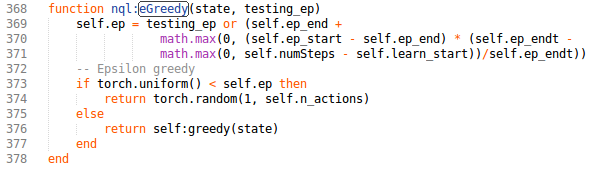 368 function nql:eGreedy(state, testing_ep)
369     self.ep = testing_ep or (self.ep_end +
370                 math.max(0, (self.ep_start - self.ep_end) * (self.ep_endt -
371                 math.max(0, self.numSteps - self.learn_start))/self.ep_endt))
372     -- Epsilon greedy
373     if torch.uniform() < self.ep then
374         return torch.random(1, self.n_actions)
375     else
376         return self:greedy(state)
377     end
378 end